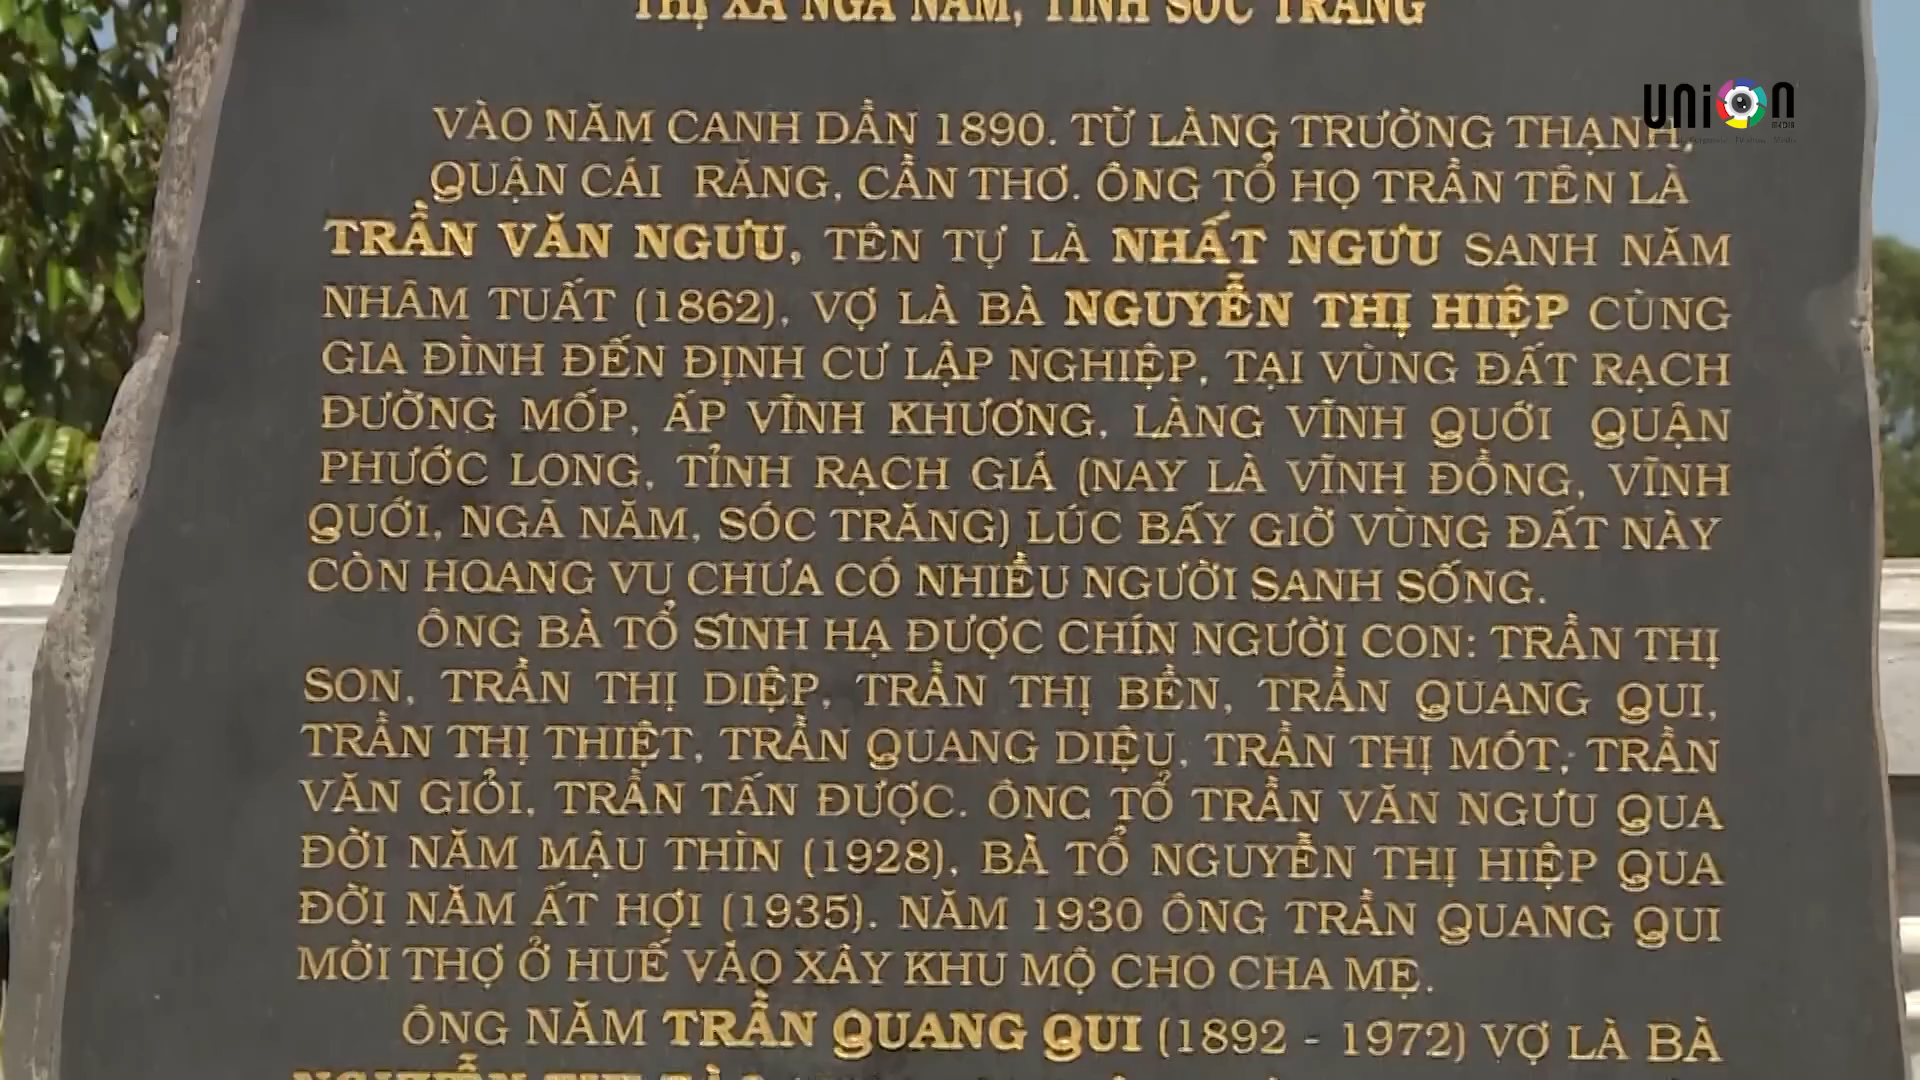 THỊ XÃ NGÃ NĂM, TỈNH SÓC TRĂNG
UNION
MEDIA
VÀO NĂM CANH DẦN 1890. TỪ LÀNG TRƯỜNG THẠNH,
QUẬN CÁI RĂNG, CẦN THƠ. ÔNG TỔ HỌ TRẦN TÊN LÀ
TRẦN VĂN NGƯU, TÊN TỰ LÀ NHẤT NGƯU SANH NĂM
NHÂM TUẤT (1862), VỢ LÀ BÀ NGUYỄN THỊ HIỆP CÙNG
GIA ĐÌNH ĐẾN ĐỊNH CƯ LẬP NGHIỆP, TẠI VÙNG ĐẤT RẠCH
ĐƯỜNG MỐP, ẤP VĨNH KHƯƠNG, LÀNG VĨNH QUỚI QUẬN
PHƯỚC LONG, TỈNH RẠCH GIÁ (NAY LÀ VĨNH ĐỒNG, VĨNH
QUỚI, NGÃ NĂM, SÓC TRĂNG) LÚC BẤY GIỜ VÙNG ĐẤT NÀY
CÒN HOANG VU CHƯA CÓ NHIỀU NGƯỜI SANH SỐNG.
ÔNG BÀ TỔ SINH HẠ ĐƯỢC CHÍN NGƯỜI CON: TRẦN THỊ
SON, TRẦN THỊ DIỆP, TRẦN THỊ BỀN, TRẦN QUANG QUI,
TRẦN THỊ THIỆT, TRẦN QUANG DIỆU, TRẦN THỊ MÓT, TRẦN
VĂN GIỎI, TRẦN TẤN ĐƯỢC. ÔNG TỔ TRẦN VĂN NGƯU QUA
ĐỜI NĂM MẬU THÌN (1928), BÀ TỔ NGUYỄN THỊ HIỆP QUA
ĐỜI NĂM ẤT HỢI (1935). NĂM 1930 ÔNG TRẦN QUANG QUI
MỜI THỢ Ở HUẾ VÀO XÂY KHU MỘ CHO CHA MẸ.
ÔNG NĂM TRẦN QUANG QUI (1892 - 1972) VỢ LÀ BÀ